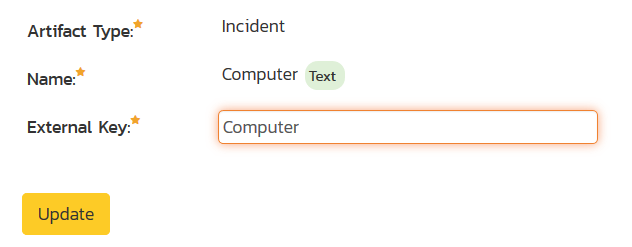 Artifact Type: Incident
Name: Computer Text
External Key: Computer
Update